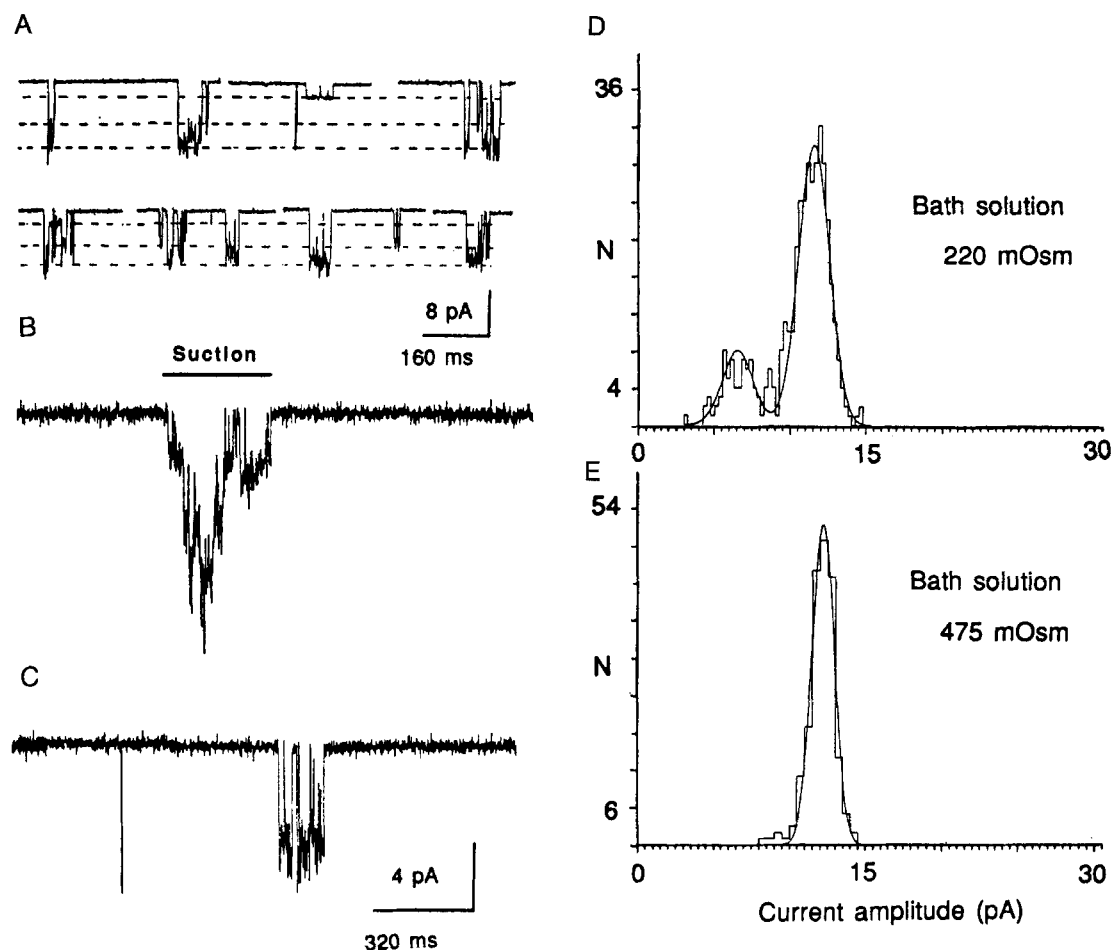 A
8 pA
160 ms
B
Suction
C
4 pA
320 ms
D
36
N
4
Bath solution
220 mOsm
0
15
30
E
54
N
6
Bath solution
475 mOsm
0
15
30
Current amplitude (pA)